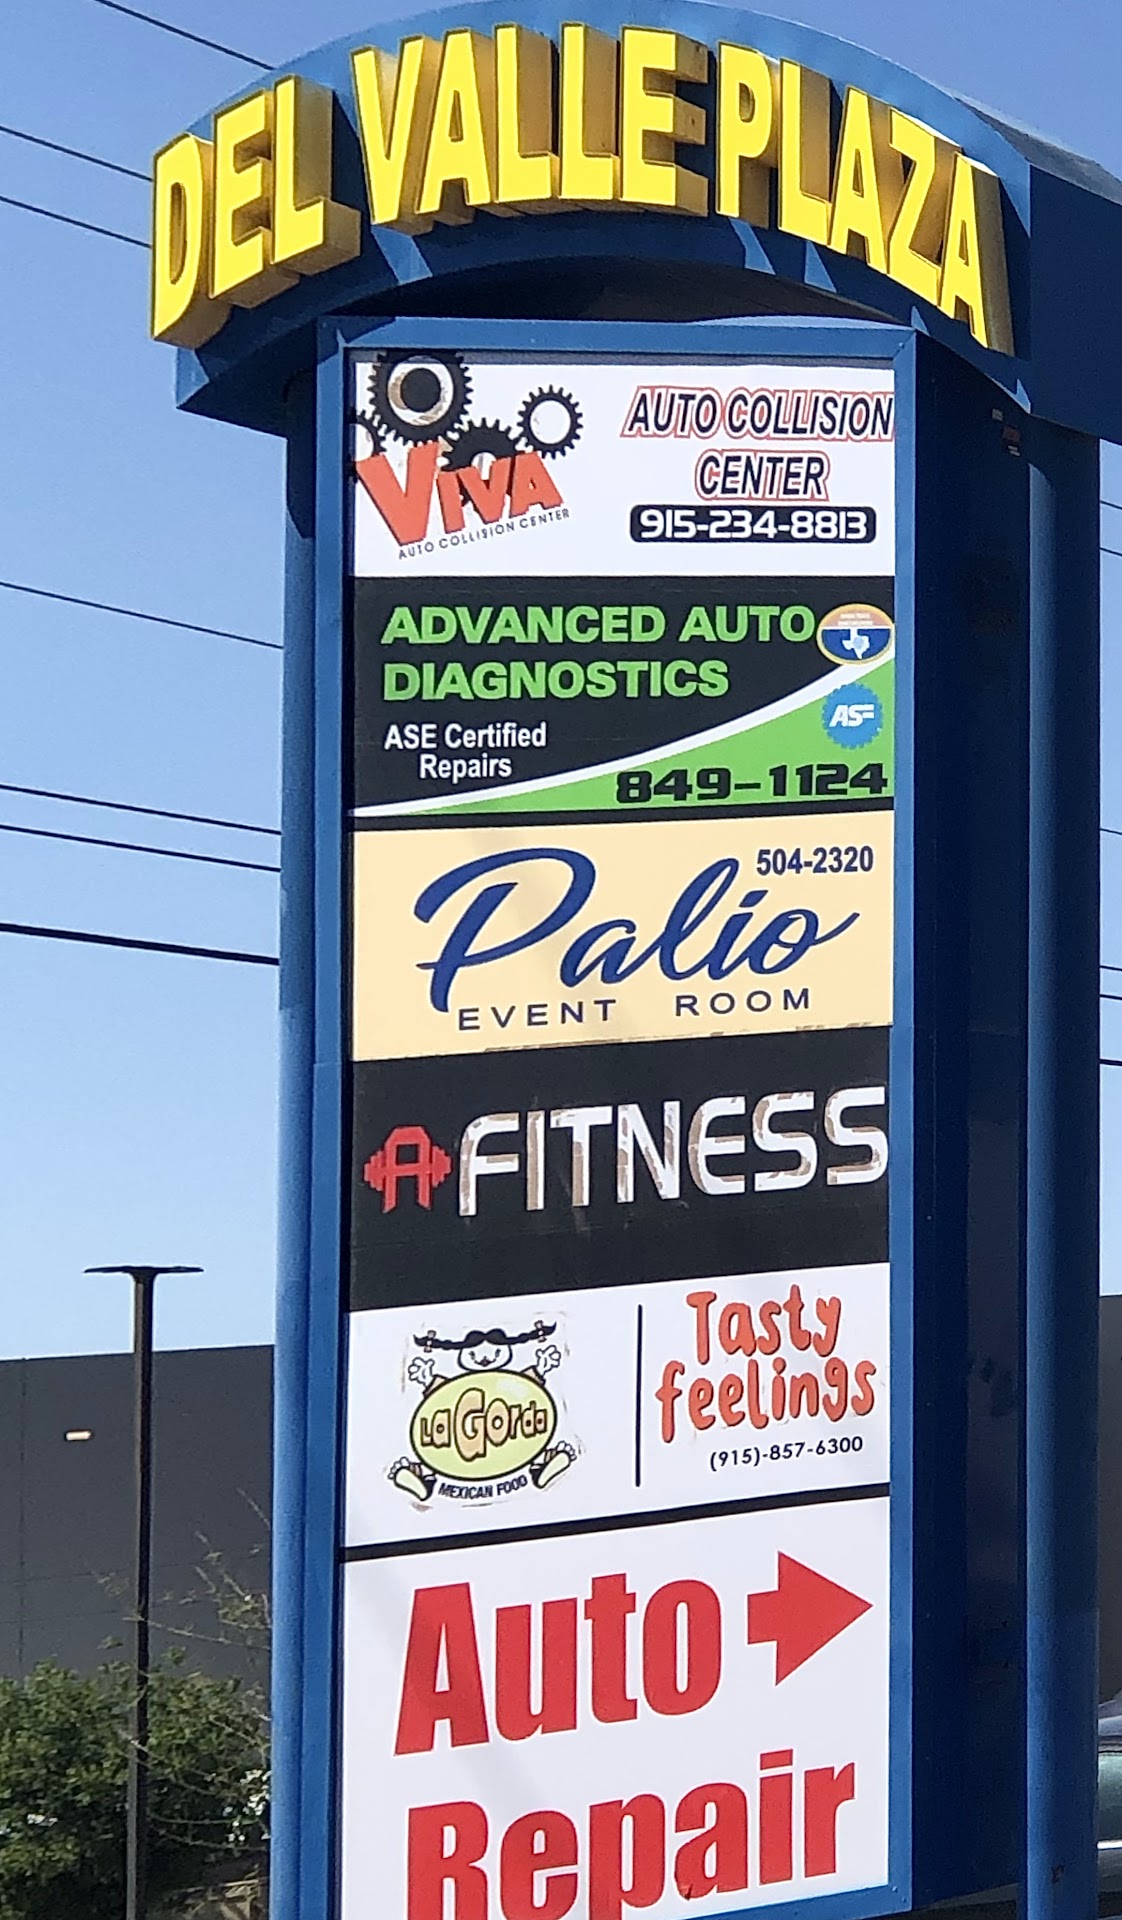 DEL VALLE PLAZA
VIVA
AUTO COLLISION CENTER
AUTO COLLISION
CENTER
915-234-8813
ADVANCED AUTO
DIAGNOSTICS
ASE Certified
Repairs
ASE
849-1124
504-2320
Palio
EVENT ROOM
A FITNESS
La Gorda
MEXICAN FOOD
Tasty
feelings
(915)-857-6300
Auto
Repair